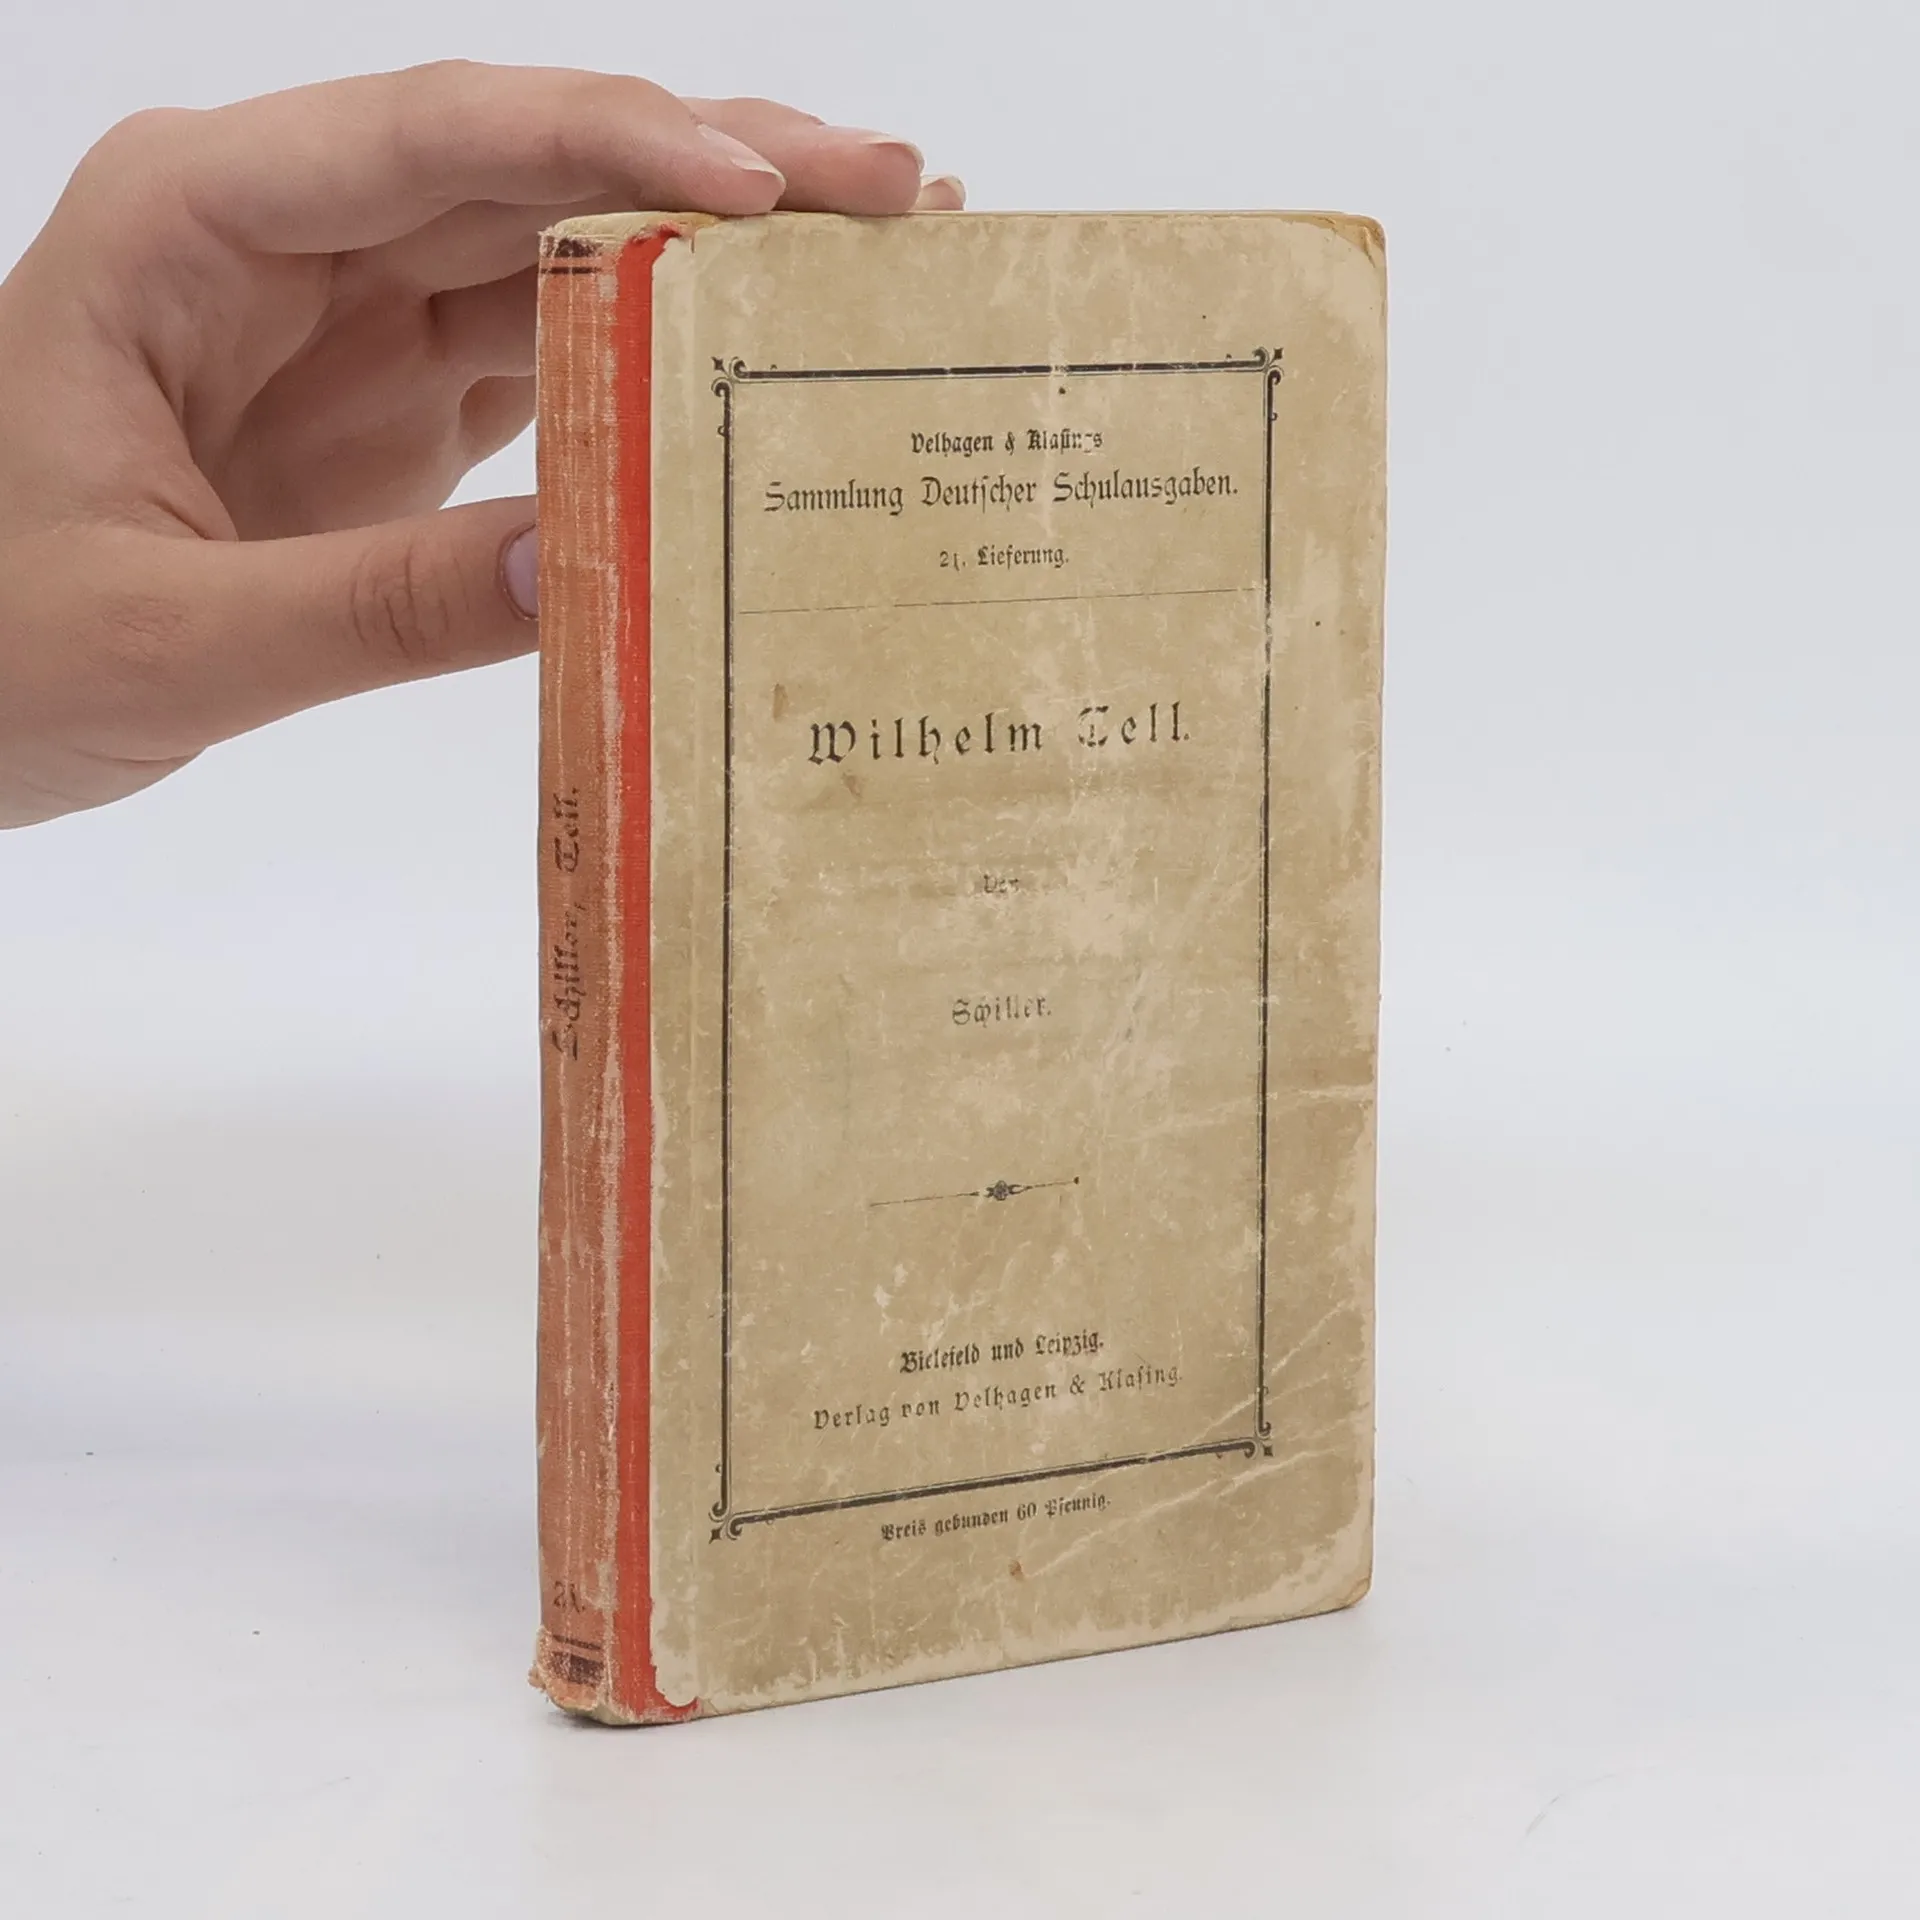 Velhagen & Klasings
Sammlung Deutscher Schulausgaben.
21. Lieferung.
Wilhelm Tell.
Von
Schiller.
Bielefeld und Leipzig.
Verlag von Velhagen & Klasing.
Preis gebunden 60 Pfennig.
Schiller, Tell.
21.